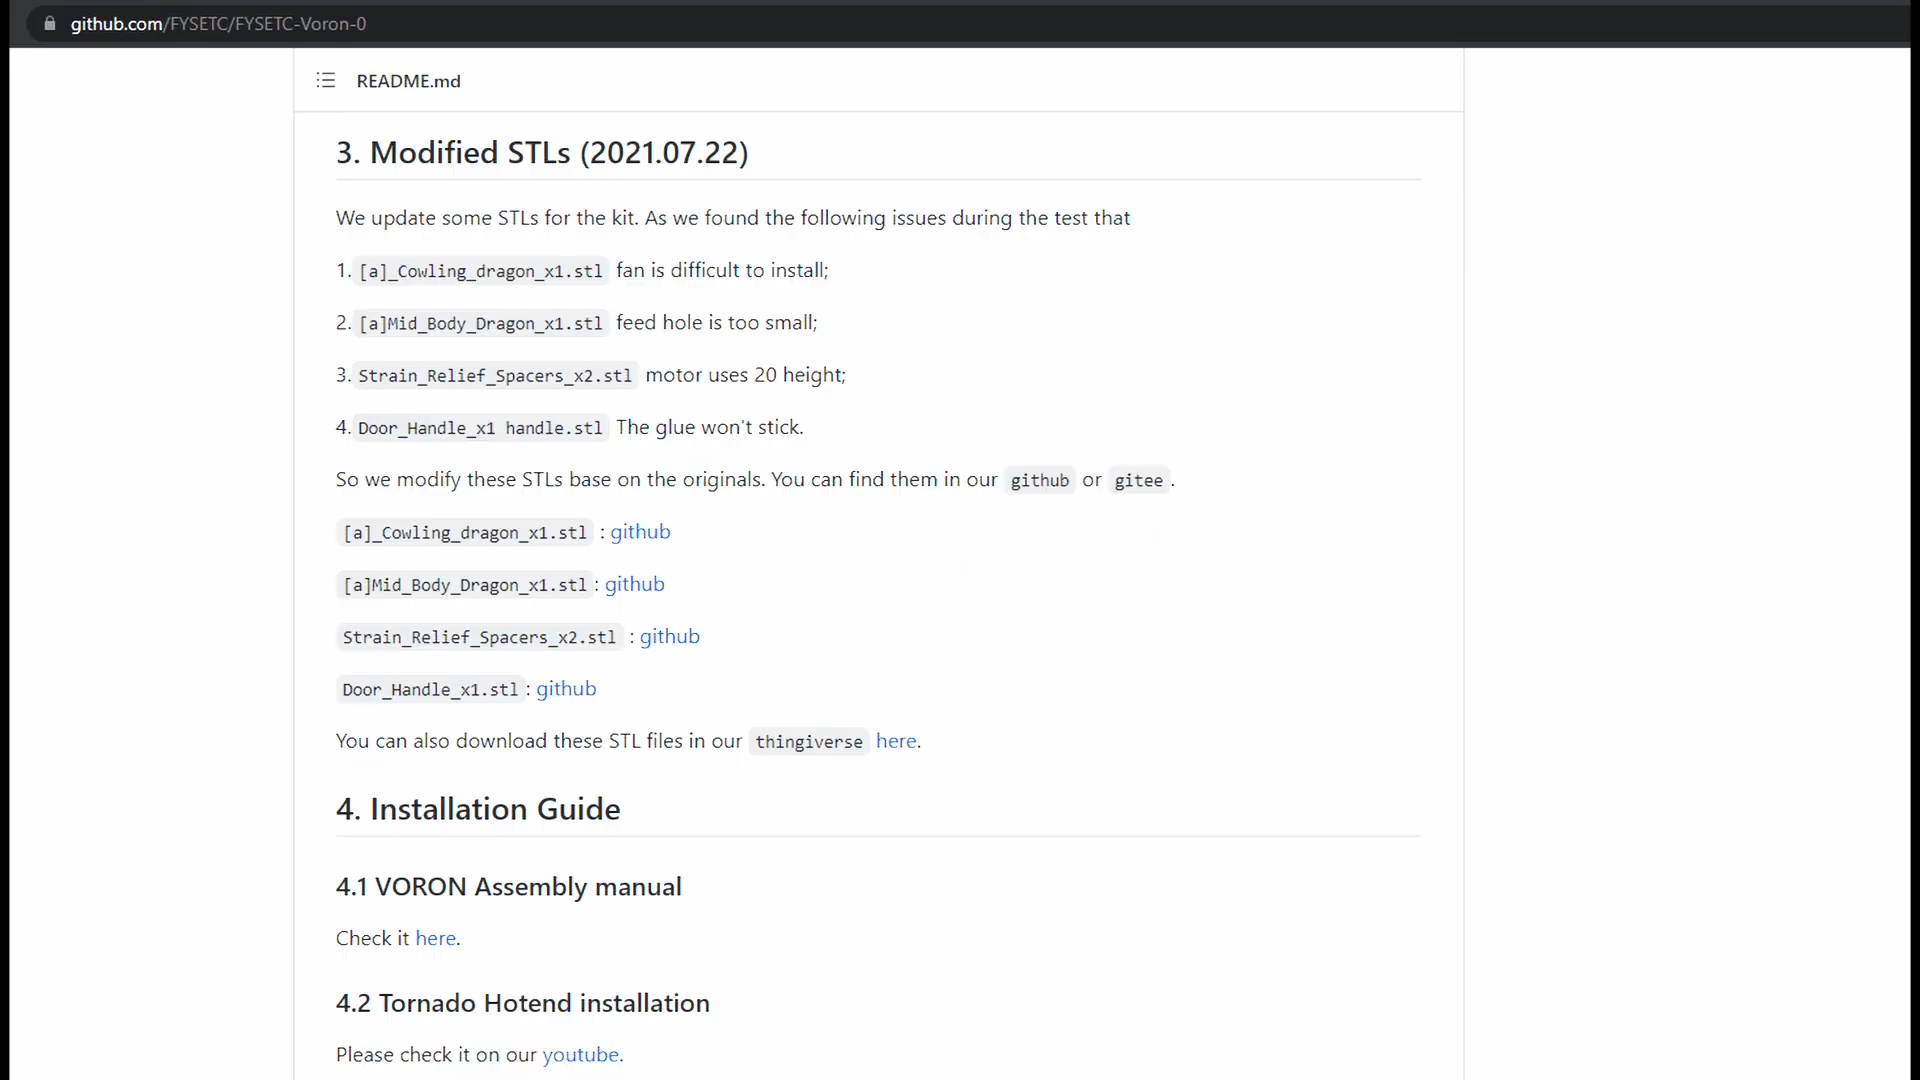 github.com/FYSETC/FYSETC-Voron-0
README.md
3. Modified STLs (2021.07.22)
We update some STLs for the kit. As we found the following issues during the test that
1. [a]_Cowling_dragon_x1.stl fan is difficult to install;
2. [a]Mid_Body_Dragon_x1.stl feed hole is too small;
3. Strain_Relief_Spacers_x2.stl motor uses 20 height;
4. Door_Handle_x1 handle.stl The glue won't stick.
So we modify these STLs base on the originals. You can find them in our github or gitee .
[a]_Cowling_dragon_x1.stl : github
[a]Mid_Body_Dragon_x1.stl : github
Strain_Relief_Spacers_x2.stl : github
Door_Handle_x1.stl : github
You can also download these STL files in our thingiverse here.
4. Installation Guide
4.1 VORON Assembly manual
Check it here.
4.2 Tornado Hotend installation
Please check it on our youtube.